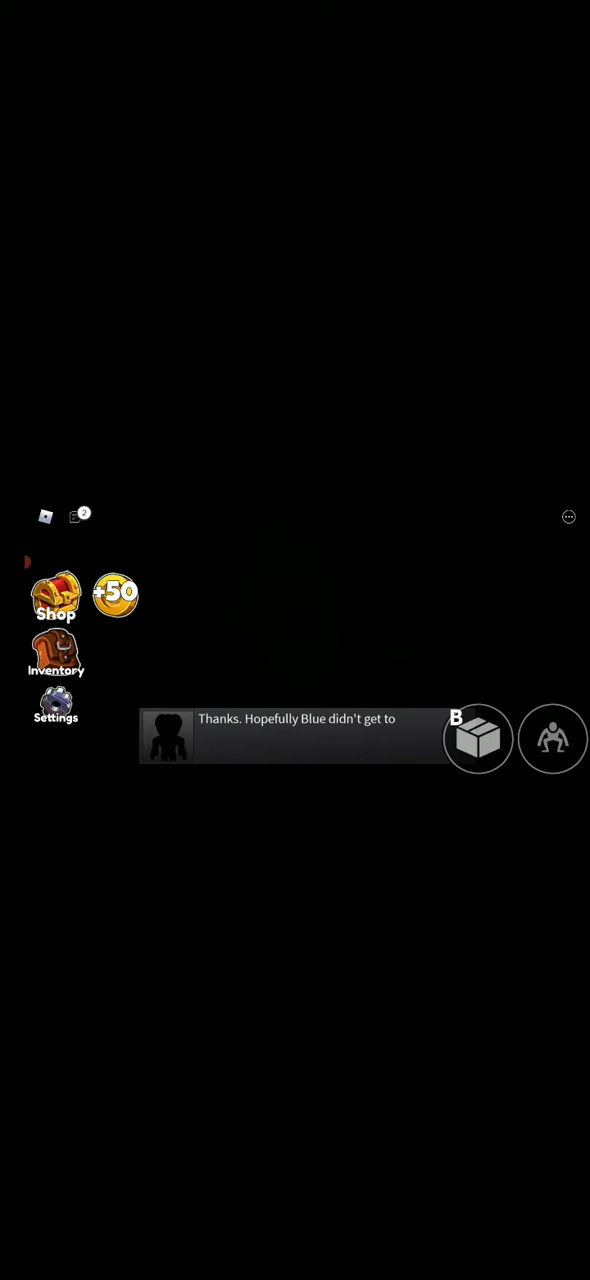 2
+50
Shop
Inventory
Settings
Thanks. Hopefully Blue didn't get to
B